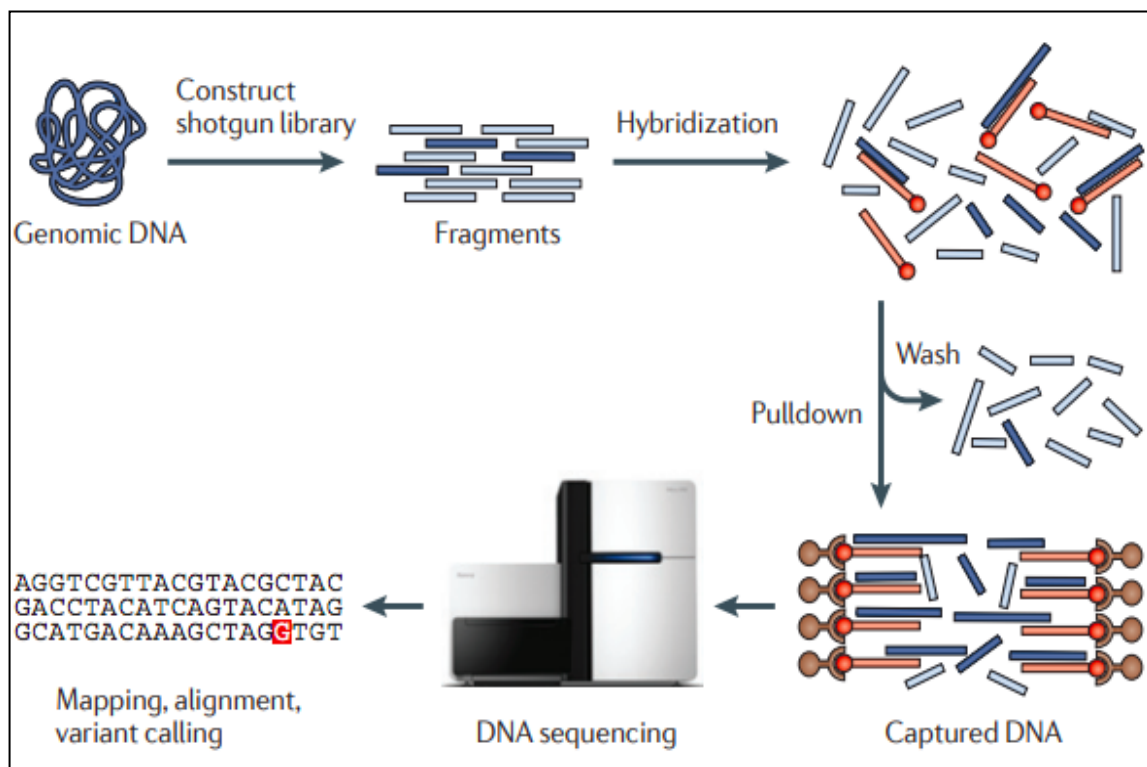 Construct
shotgun library
Hybridization
Genomic DNA
Fragments
Wash
Pulldown
AGGTCGTTACGTACGCTAC
GACCTACATCAGTACATAG
GCATGACAAAGCTAGGTGT
Mapping, alignment,
variant calling
DNA sequencing
Captured DNA